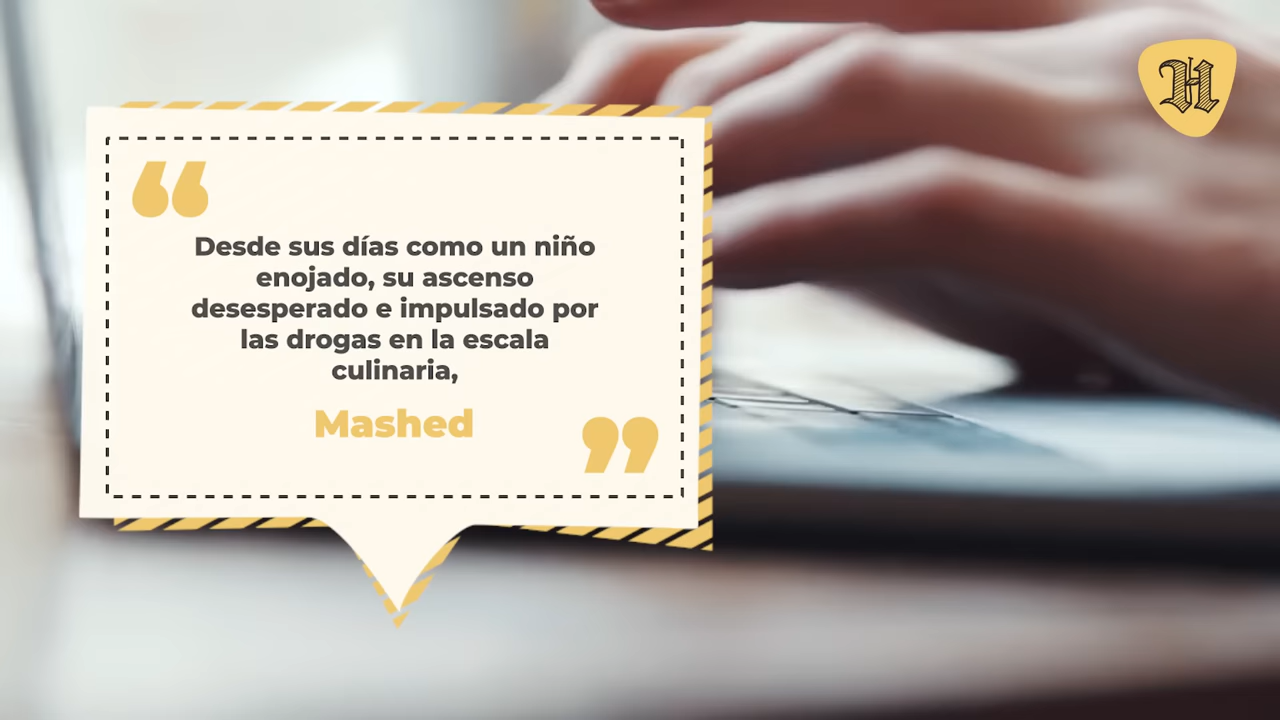 H
“
Desde sus días como un niño
enojado, su ascenso
desesperado e impulsado por
las drogas en la escala
culinaria,
Mashed
”